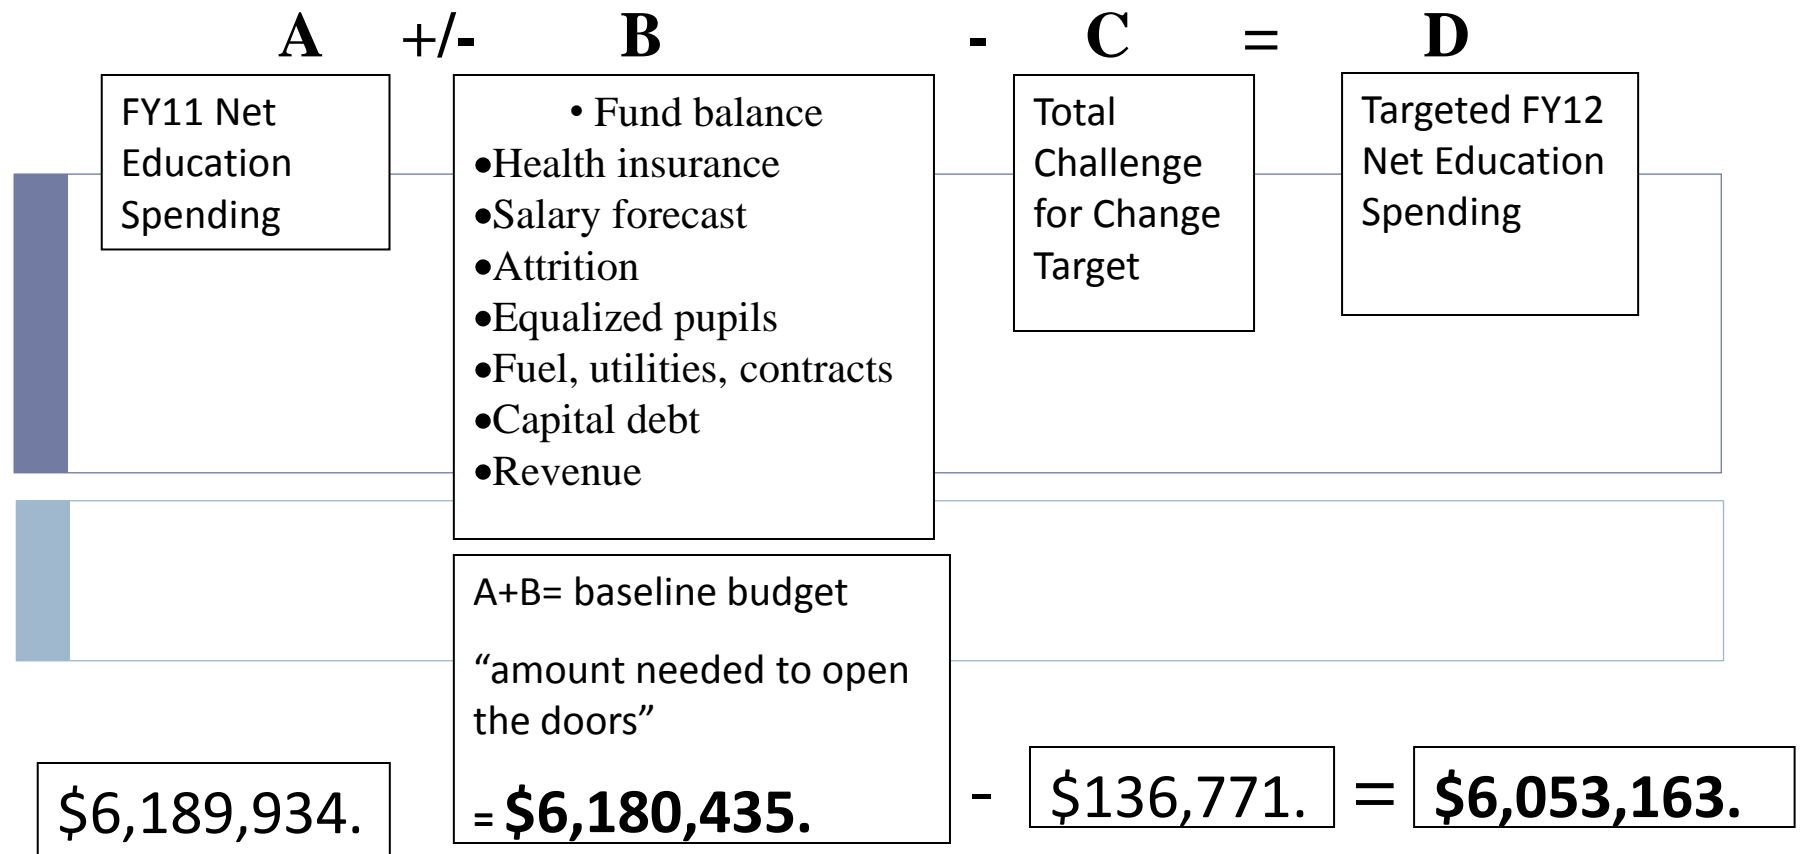 A +/- B - C = D
FY11 Net
Education
Spending
• Fund balance
•Health insurance
•Salary forecast
•Attrition
•Equalized pupils
•Fuel, utilities, contracts
•Capital debt
•Revenue
Total
Challenge
for Change
Target
Targeted FY12
Net Education
Spending
A+B= baseline budget
“amount needed to open
the doors”
$6,189,934.
= $6,180,435.
- $136,771. = $6,053,163.